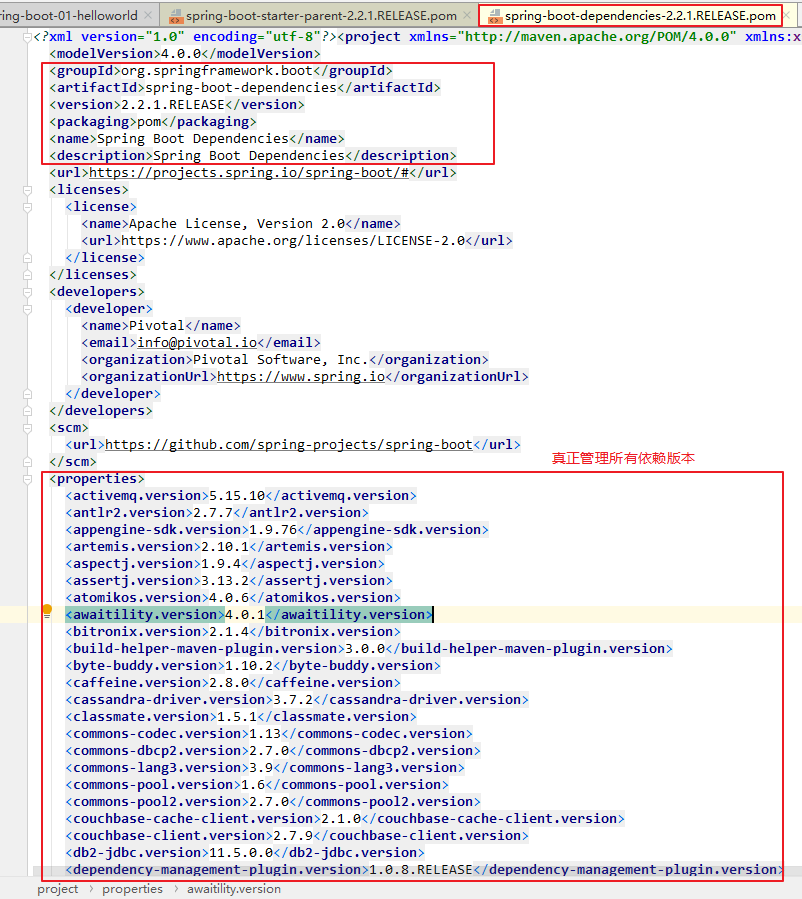 ring-boot-01-helloworld
spring-boot-starter-parent-2.2.1.RELEASE.pom
spring-boot-dependencies-2.2.1.RELEASE.pom
<?xml version="1.0" encoding="utf-8"?><project xmlns="http://maven.apache.org/POM/4.0.0" xmlns:x
<modelVersion>4.0.0</modelVersion>
<groupId>org.springframework.boot</groupId>
<artifactId>spring-boot-dependencies</artifactId>
<version>2.2.1.RELEASE</version>
<packaging>pom</packaging>
<name>Spring Boot Dependencies</name>
<description>Spring Boot Dependencies</description>
<url>https://projects.spring.io/spring-boot/#</url>
<licenses>
<license>
<name>Apache License, Version 2.0</name>
<url>https://www.apache.org/licenses/LICENSE-2.0</url>
</license>
</licenses>
<developers>
<developer>
<name>Pivotal</name>
<email>info@pivotal.io</email>
<organization>Pivotal Software, Inc.</organization>
<organizationUrl>https://www.spring.io</organizationUrl>
</developer>
</developers>
<scm>
<url>https://github.com/spring-projects/spring-boot</url>
</scm>
真正管理所有依赖版本
<properties>
<activemq.version>5.15.10</activemq.version>
<antlr2.version>2.7.7</antlr2.version>
<appengine-sdk.version>1.9.76</appengine-sdk.version>
<artemis.version>2.10.1</artemis.version>
<aspectj.version>1.9.4</aspectj.version>
<assertj.version>3.13.2</assertj.version>
<atomikos.version>4.0.6</atomikos.version>
<awaitility.version>4.0.1</awaitility.version>
<bitronix.version>2.1.4</bitronix.version>
<build-helper-maven-plugin.version>3.0.0</build-helper-maven-plugin.version>
<byte-buddy.version>1.10.2</byte-buddy.version>
<caffeine.version>2.8.0</caffeine.version>
<cassandra-driver.version>3.7.2</cassandra-driver.version>
<classmate.version>1.5.1</classmate.version>
<commons-codec.version>1.13</commons-codec.version>
<commons-dbcp2.version>2.7.0</commons-dbcp2.version>
<commons-lang3.version>3.9</commons-lang3.version>
<commons-pool.version>1.6</commons-pool.version>
<commons-pool2.version>2.7.0</commons-pool2.version>
<couchbase-cache-client.version>2.1.0</couchbase-cache-client.version>
<couchbase-client.version>2.7.9</couchbase-client.version>
<db2-jdbc.version>11.5.0.0</db2-jdbc.version>
<dependency-management-plugin.version>1.0.8.RELEASE</dependency-management-plugin.version>
project › properties › awaitility.version